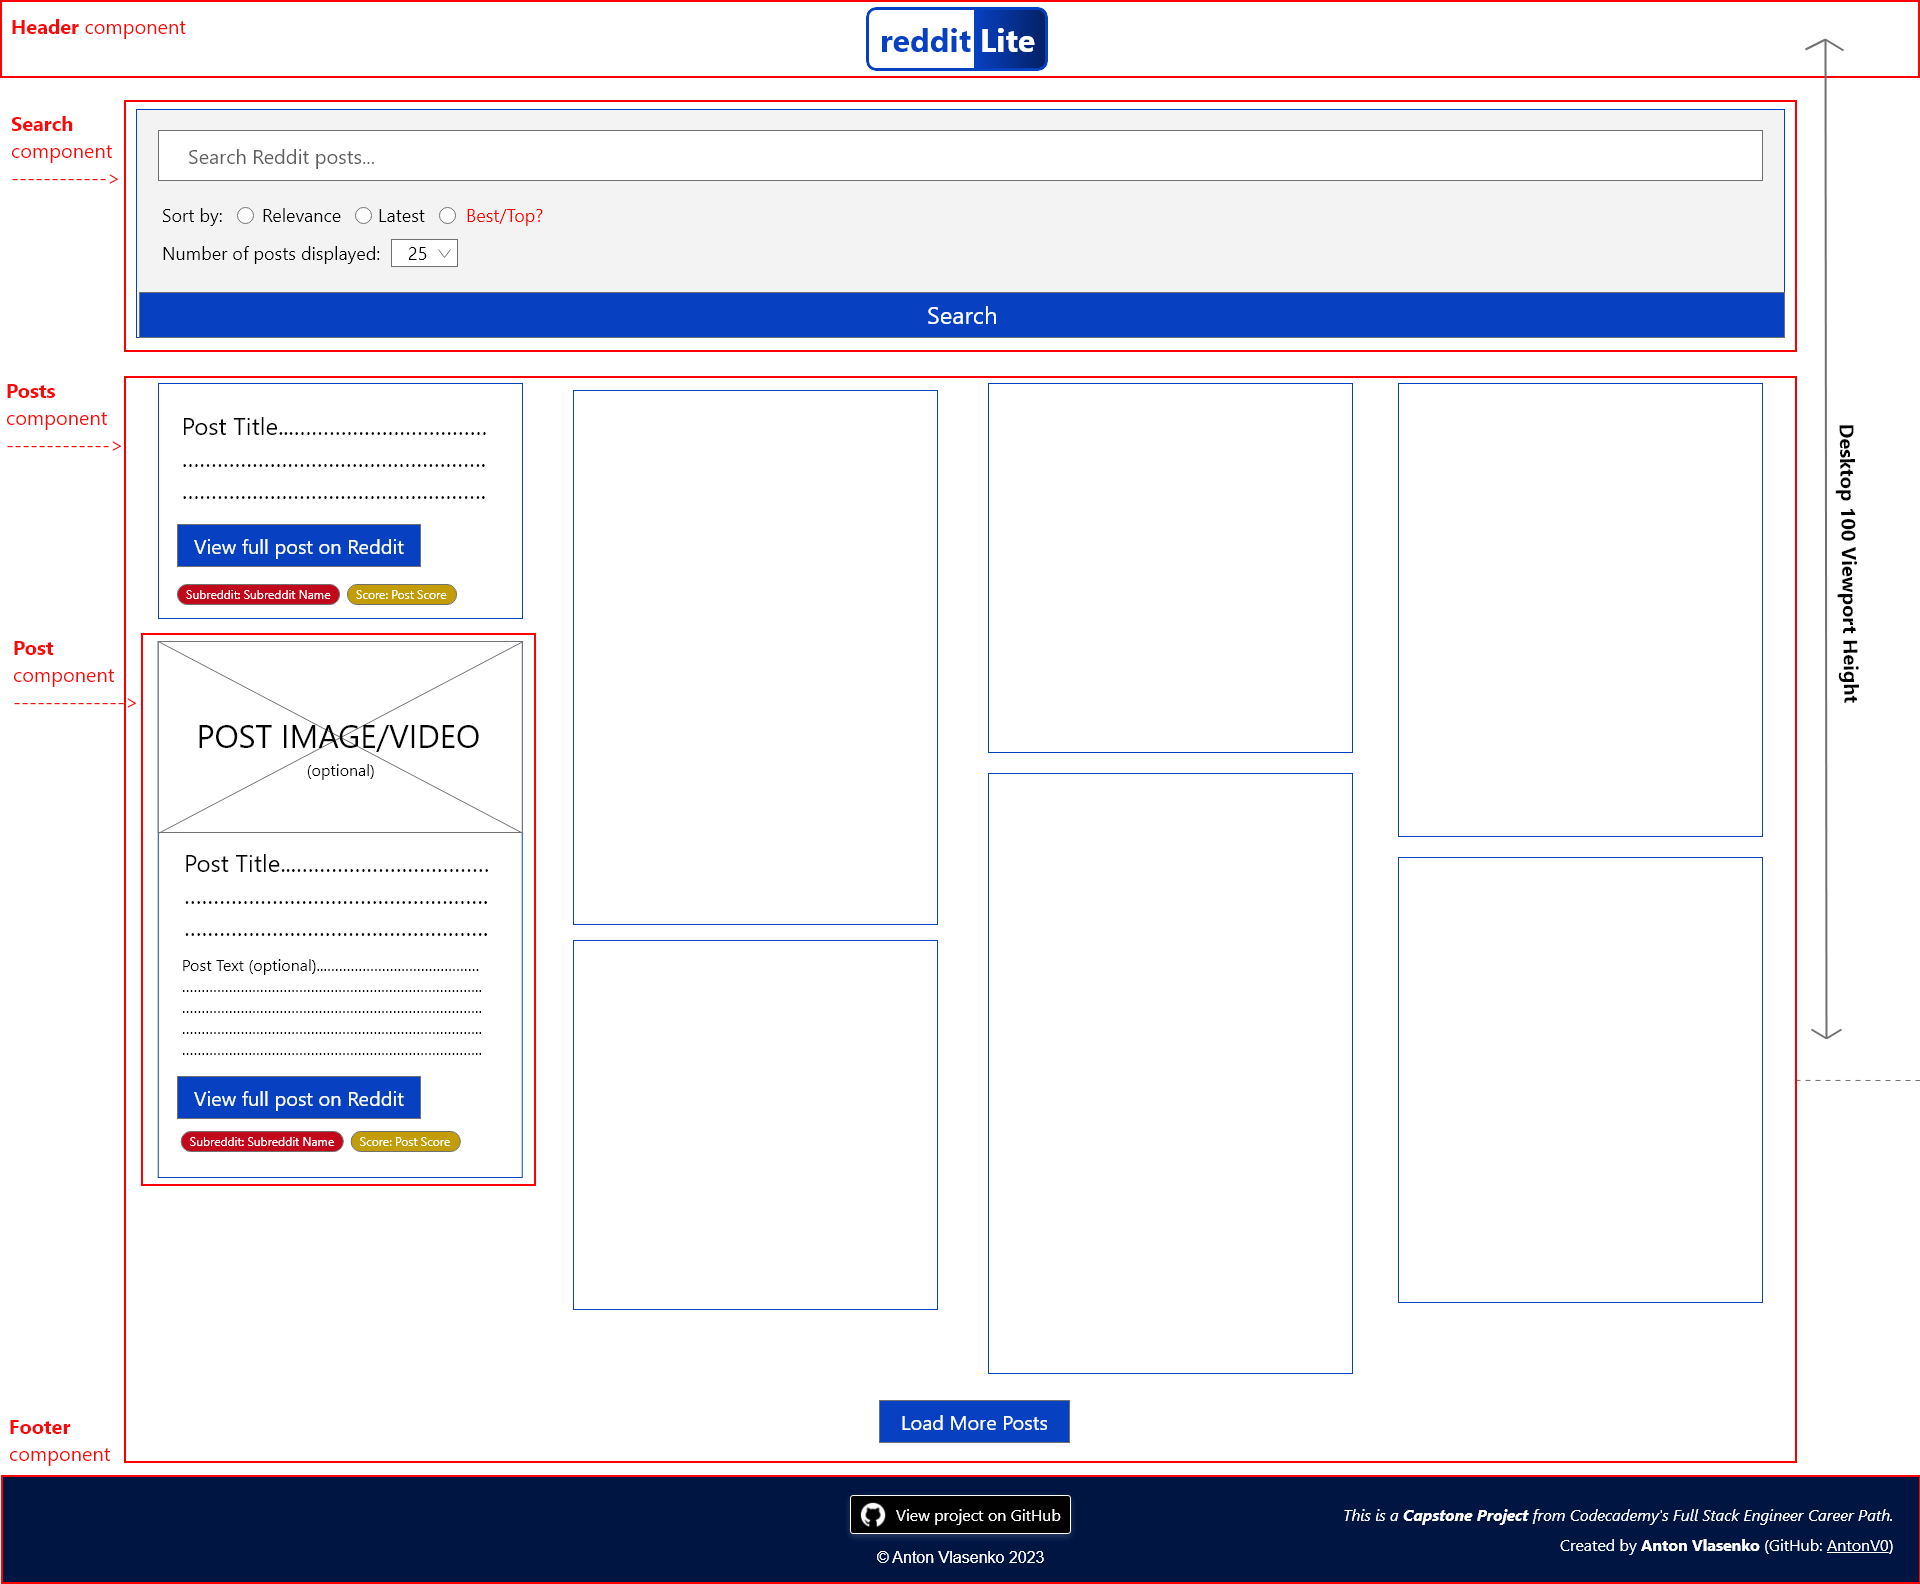 Header component
reddit Lite
Search
component
------------>
Search Reddit posts...
Sort by: Relevance Latest Best/Top?
Number of posts displayed: 25
Search
Posts
component
------------->
Post Title..................................
..................................................
..................................................
View full post on Reddit
Subreddit: Subreddit Name Score: Post Score
Desktop 100 Viewport Height
Post
component
-------------->
POST IMAGE/VIDEO
(optional)
Post Title..................................
..................................................
..................................................
Post Text (optional)..........................................
..............................................................................
..............................................................................
..............................................................................
..............................................................................
View full post on Reddit
Subreddit: Subreddit Name Score: Post Score
Load More Posts
Footer
component
View project on GitHub
© Anton Vlasenko 2023
This is a Capstone Project from Codecademy's Full Stack Engineer Career Path.
Created by Anton Vlasenko (GitHub: AntonV0)